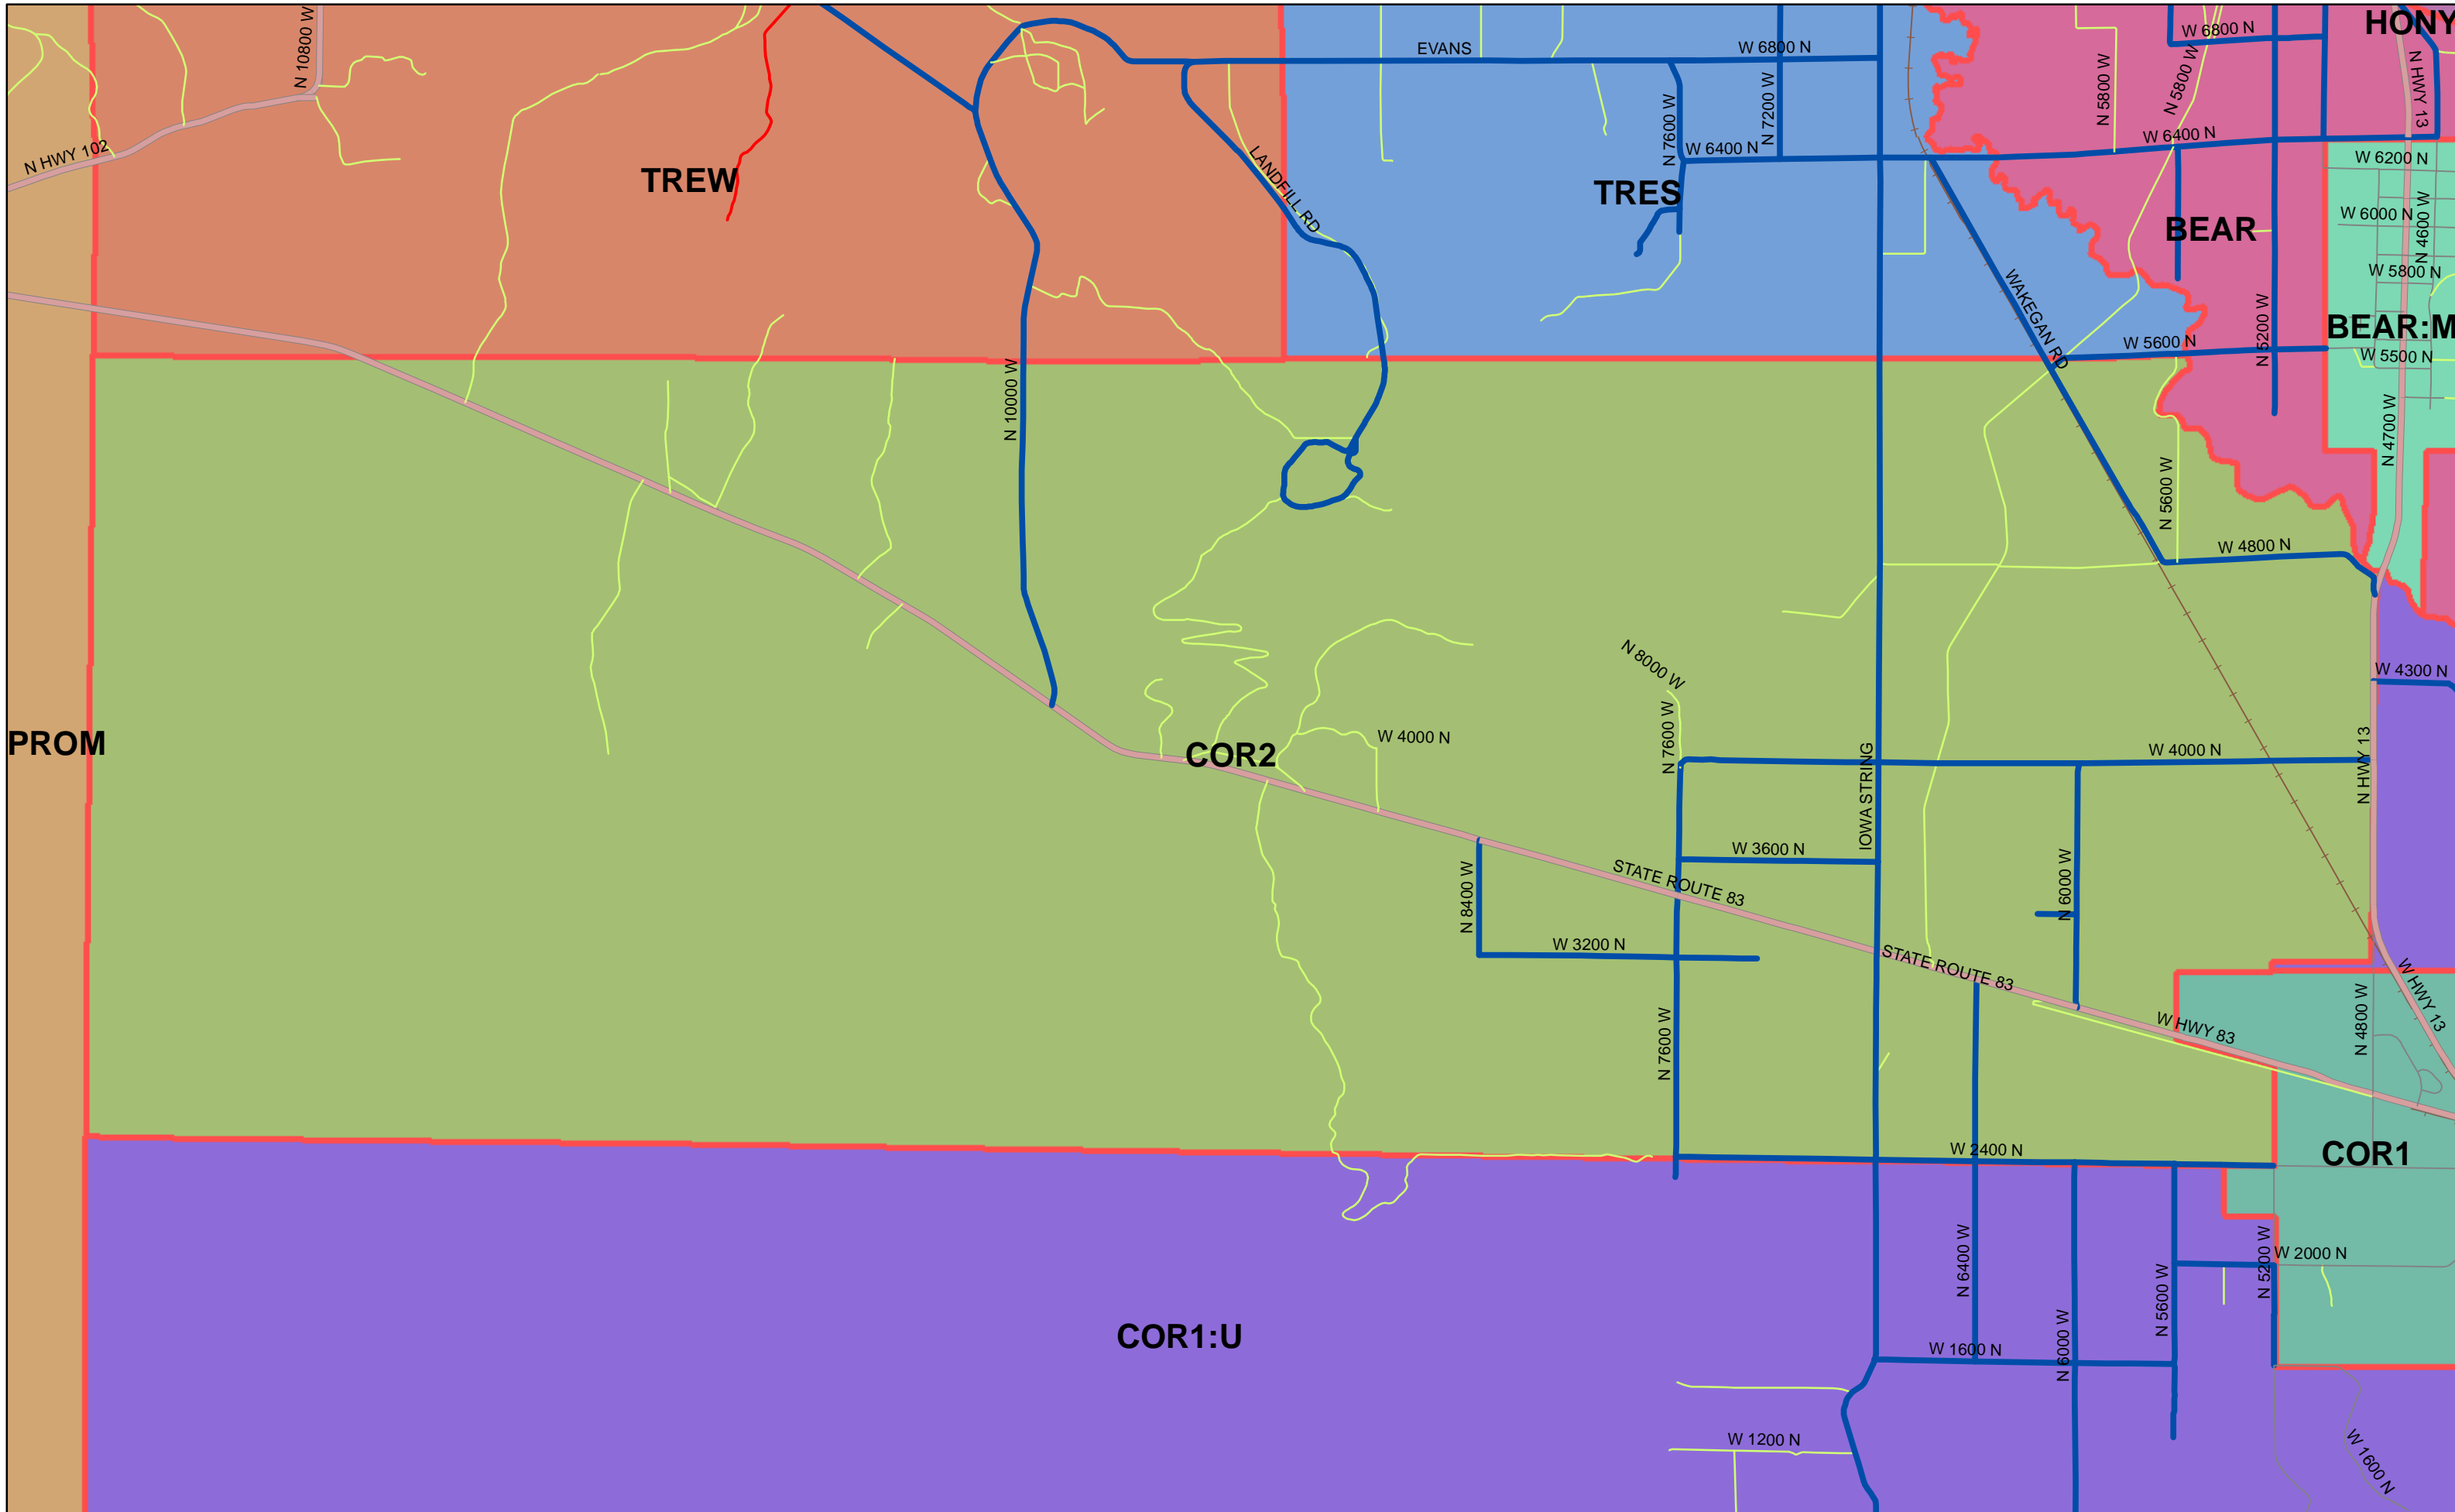 HONY
W 6800 N
N 10800 W
EVANS
W 6800 N
N 5800 W
N 5800 W
N HWY 13
N 7200 W
N 7600 W
W 6400 N
W 6400 N
N HWY 102
W 6200 N
TREW
LANDFILL RD
TRES
BEAR
W 6000 N
N 4600 W
W 5800 N
WAKEGAN RD
N 5200 W
BEAR:M
W 5600 N
W 5500 N
N 10000 W
N 4700 W
N 5600 W
W 4800 N
N 8000 W
W 4300 N
PROM
COR2
W 4000 N
N 7600 W
IOWA STRING
W 4000 N
N HWY 13
W 3600 N
N 8400 W
STATE ROUTE 83
N 6000 W
W 3200 N
STATE ROUTE 83
W HWY 13
N 7600 W
W HWY 83
N 4800 W
W 2400 N
COR1
N 6400 W
N 5200 W
W 2000 N
COR1:U
N 5600 W
W 1600 N
N 6000 W
W 1200 N
W 1600 N